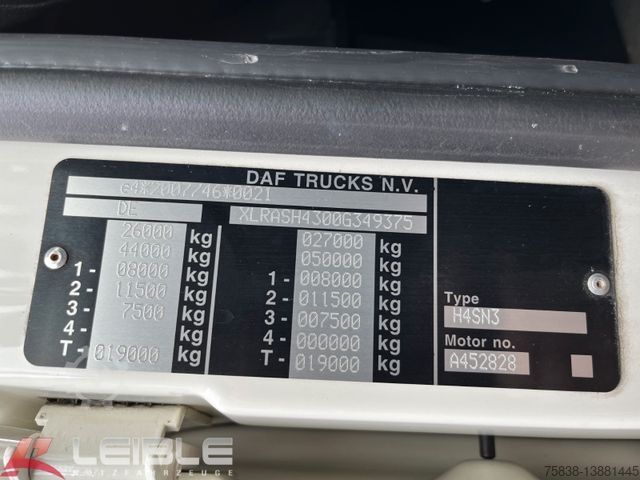 DAF TRUCKS N.V.
e4*2007/46*0021
DE XLRASH4300G349375
26000 kg 027000 kg
44000 kg 050000 kg
1- 08000 kg 1- 008000 kg
2- 11500 kg 2- 011500 kg
3- 7500 kg 3- 007500 kg
4- kg 4- 000000 kg
T- 019000 kg T- 019000 kg
Type
H4SN3
Motor no.
A452828
LEIBLE
NUTZFAHRZEUGE
75838-13881445